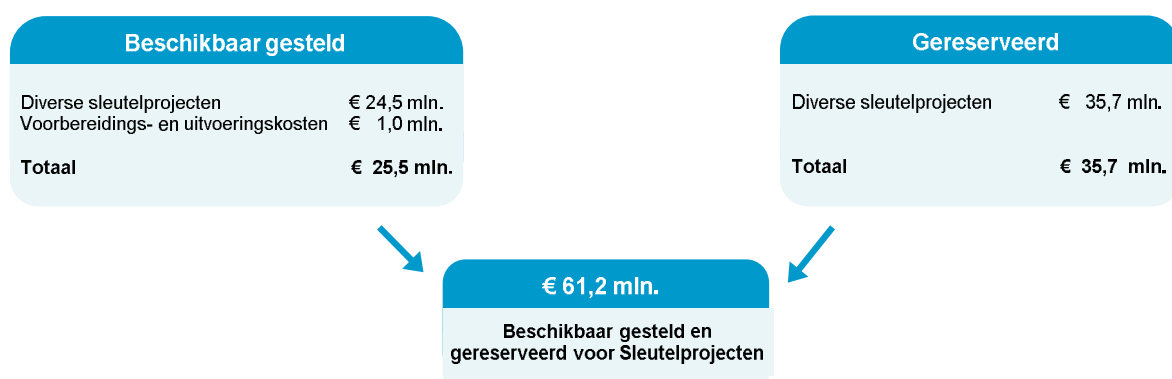 Beschikbaar gesteld
Diverse sleutelprojecten € 24,5 mln.
Voorbereidings- en uitvoeringskosten € 1,0 mln.
Totaal € 25,5 mln.
Gereserveerd
Diverse sleutelprojecten € 35,7 mln.
Totaal € 35,7 mln.
€ 61,2 mln.
Beschikbaar gesteld en
gereserveerd voor Sleutelprojecten